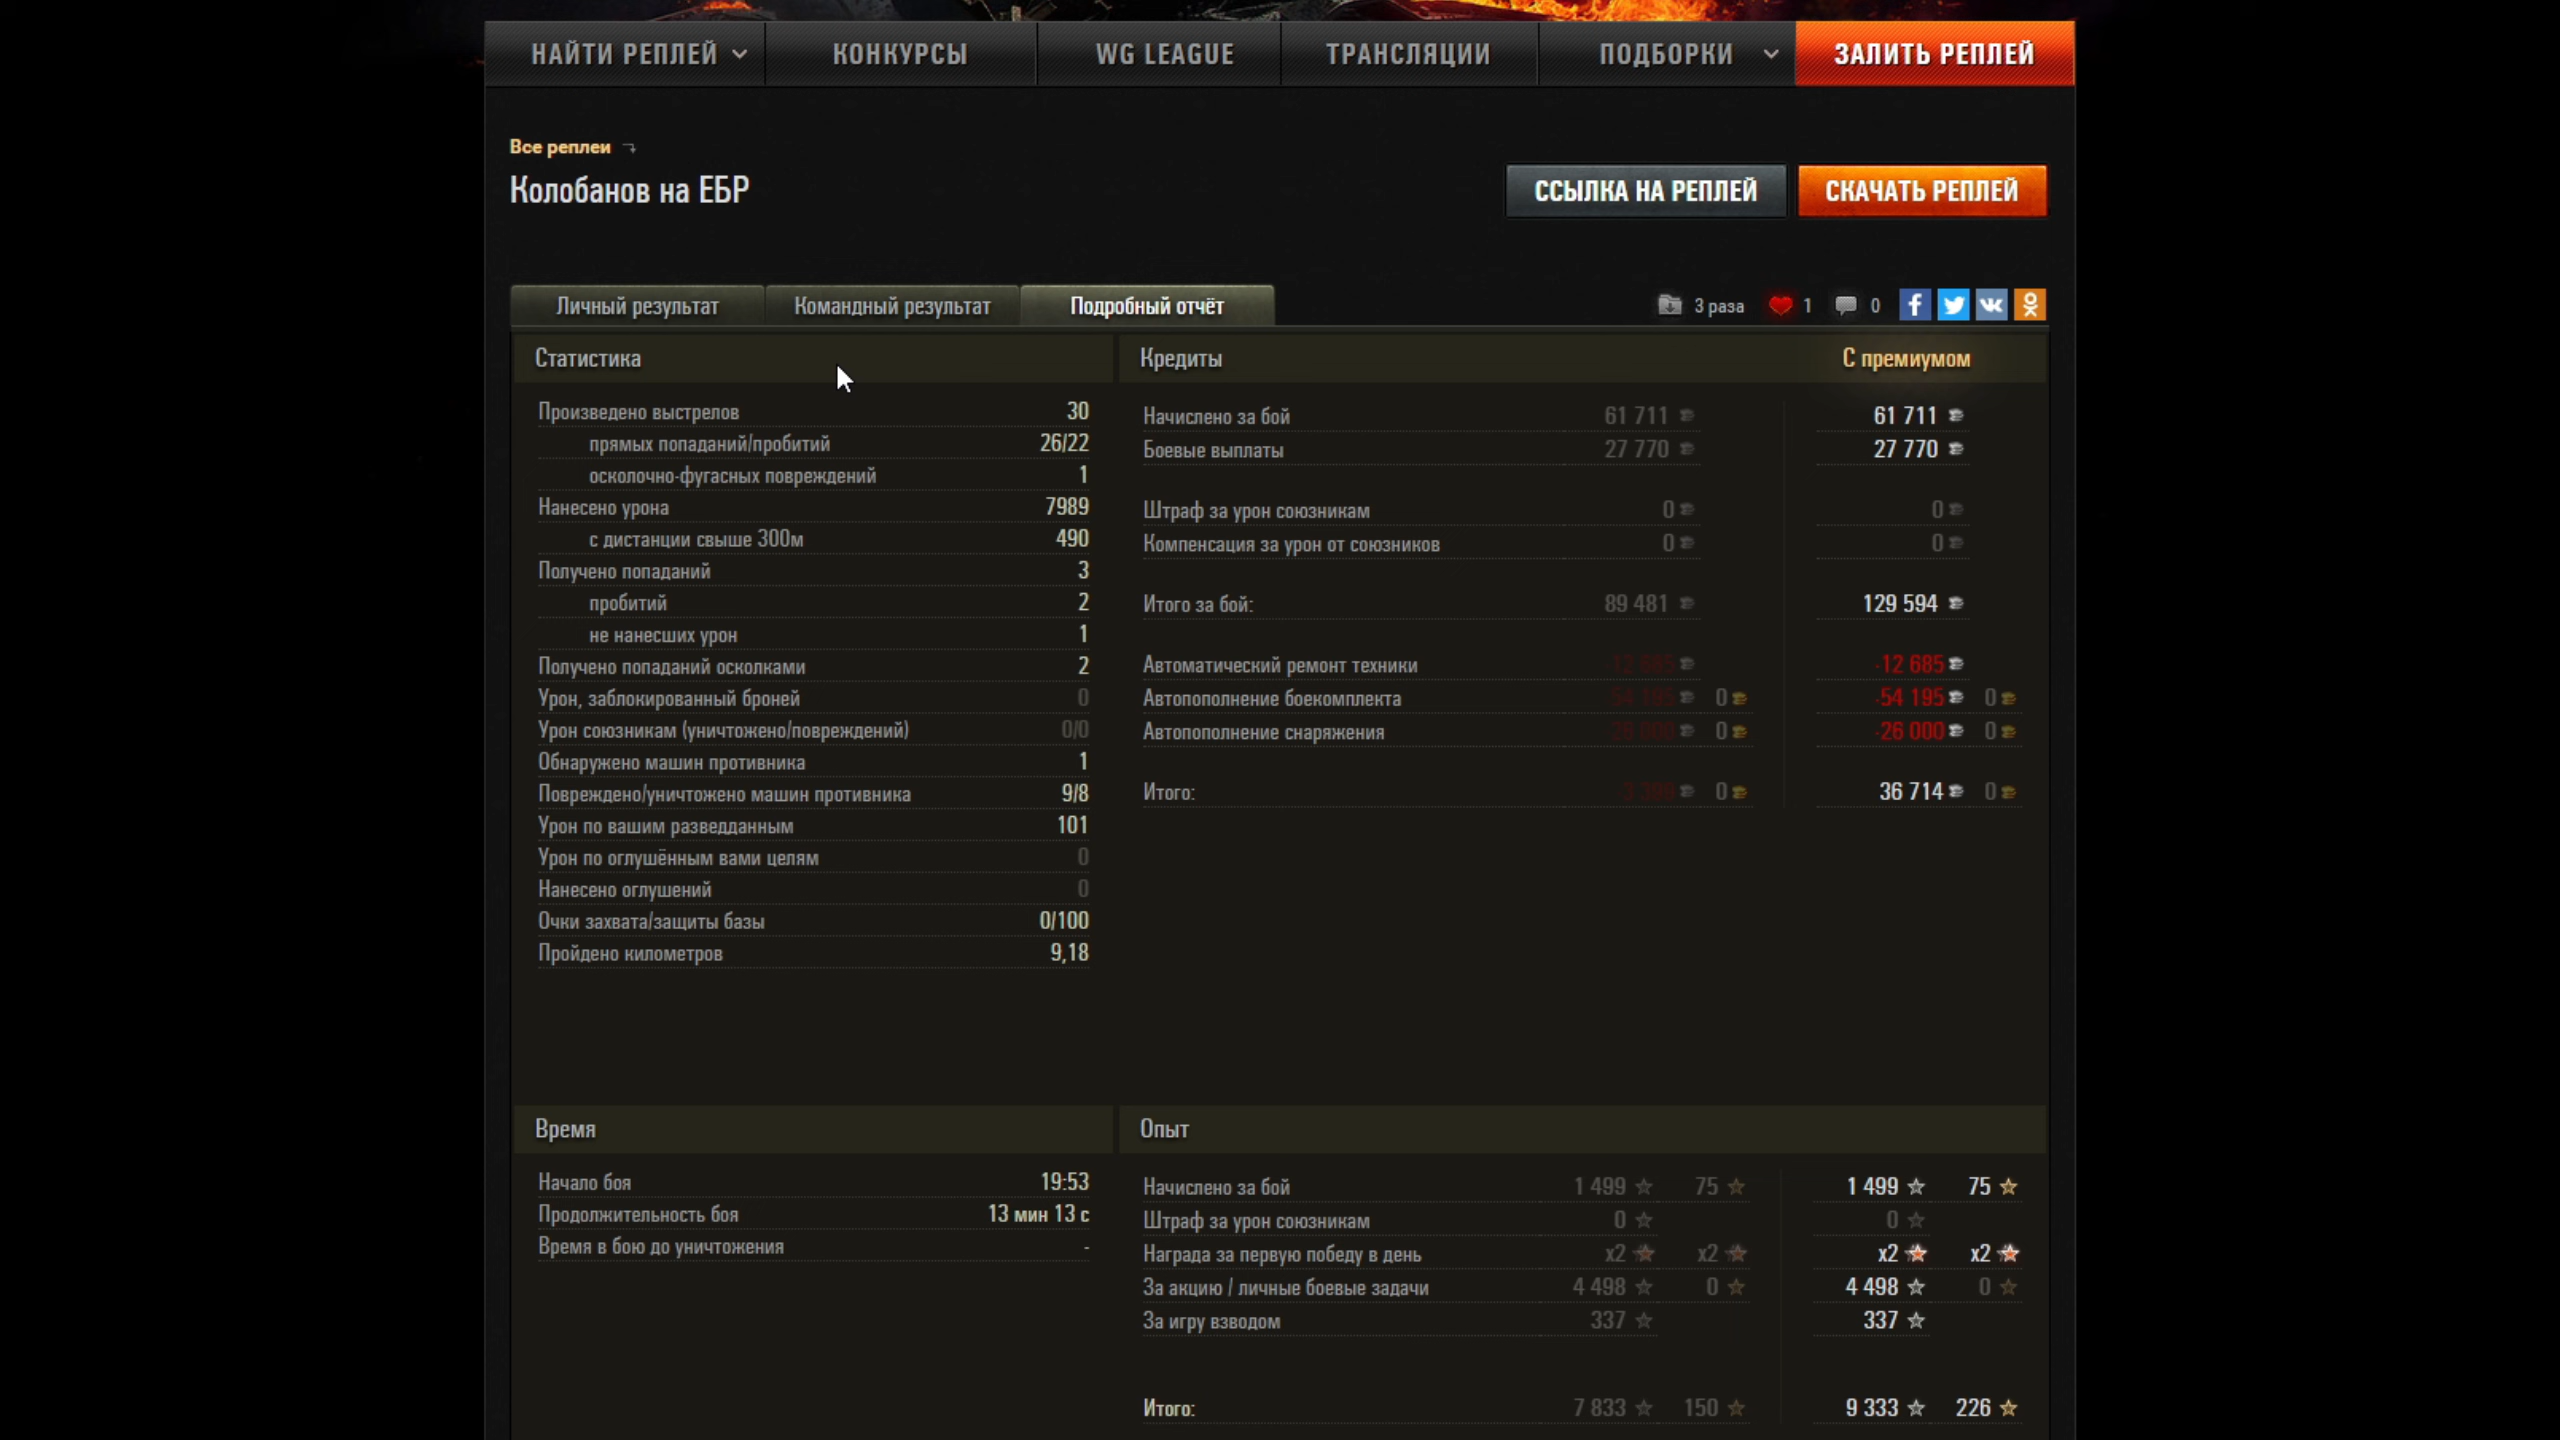 НАЙТИ РЕПЛЕЙ КОНКУРСЫ WG LEAGUE ТРАНСЛЯЦИИ ПОДБОРКИ ЗАЛИТЬ РЕПЛЕЙ
Все реплеи
Колобанов на ЕБР
ССЫЛКА НА РЕПЛЕЙ СКАЧАТЬ РЕПЛЕЙ
Личный результат Командный результат Подробный отчёт 3 раза 1 0
Статистика
Произведено выстрелов 30
прямых попаданий/пробитий 26/22
осколочно-фугасных повреждений 1
Нанесено урона 7989
с дистанции свыше 300м 490
Получено попаданий 3
пробитий 2
не нанесших урон 1
Получено попаданий осколками 2
Урон, заблокированный броней 0
Урон союзникам (уничтожено/повреждений) 0/0
Обнаружено машин противника 1
Повреждено/уничтожено машин противника 9/8
Урон по вашим разведданным 101
Урон по оглушённым вами целям 0
Нанесено оглушений 0
Очки захвата/защиты базы 0/100
Пройдено километров 9,18
Кредиты С премиумом
Начислено за бой 61 711 61 711
Боевые выплаты 27 770 27 770
Штраф за урон союзникам 0 0
Компенсация за урон от союзников 0 0
Итого за бой: 89 481 129 594
Автоматический ремонт техники -12 685 -12 685
Автопополнение боекомплекта -54 195 0 -54 195 0
Автопополнение снаряжения -26 000 0 -26 000 0
Итого: -3 399 0 36 714 0
Время
Начало боя 19:53
Продолжительность боя 13 мин 13 с
Время в бою до уничтожения -
Опыт
Начислено за бой 1 499 75 1 499 75
Штраф за урон союзникам 0 0
Награда за первую победу в день x2 x2 x2 x2
За акцию / личные боевые задачи 4 498 0 4 498 0
За игру взводом 337 337
Итого: 7 833 150 9 333 226